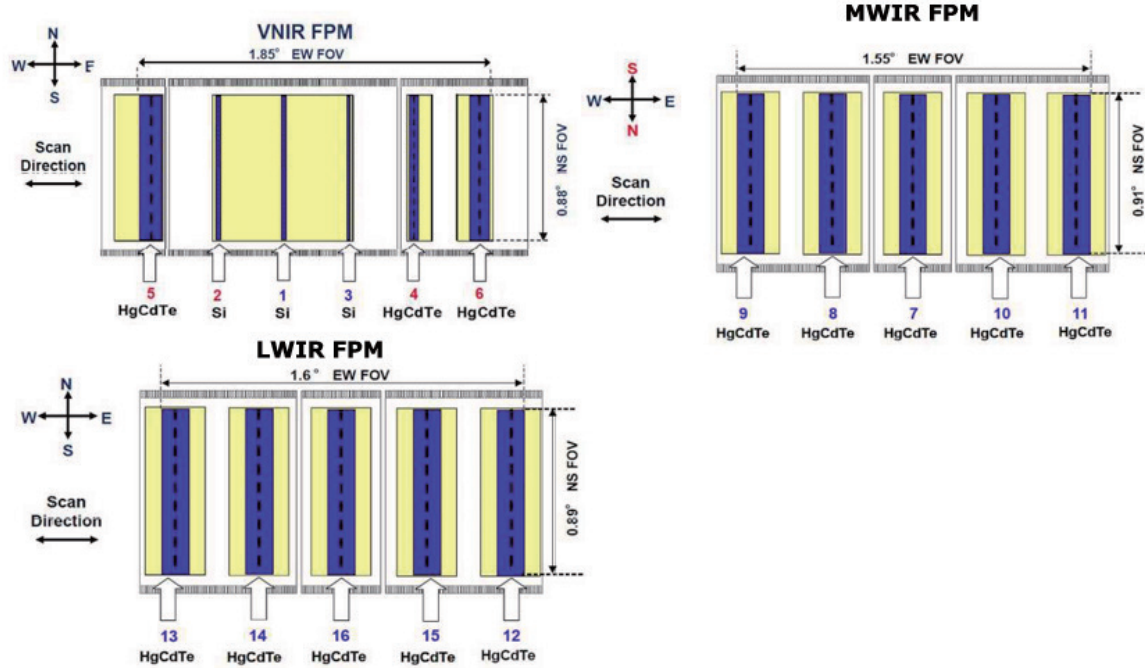 VNIR FPM
1.85° EW FOV
N
W E
S
Scan
Direction
0.88° NS FOV
5 2 1 3 4 6
HgCdTe Si Si Si HgCdTe HgCdTe
MWIR FPM
1.55° EW FOV
S
W E
N
Scan
Direction
0.91° NS FOV
9 8 7 10 11
HgCdTe HgCdTe HgCdTe HgCdTe HgCdTe
LWIR FPM
1.6° EW FOV
N
W E
S
Scan
Direction
0.89° NS FOV
13 14 16 15 12
HgCdTe HgCdTe HgCdTe HgCdTe HgCdTe